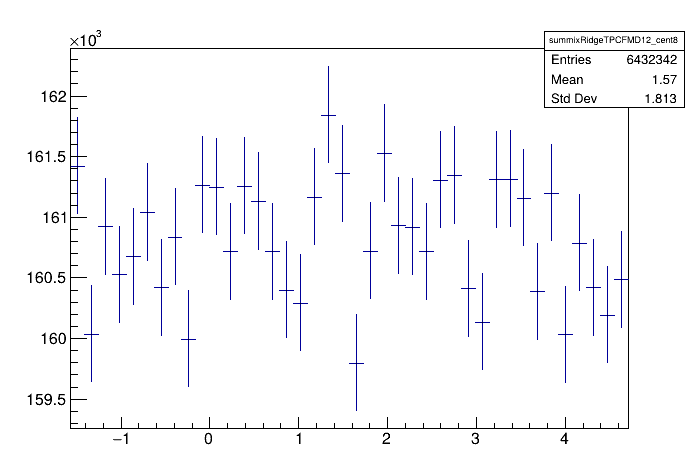 ×10³
summixRidgeTPCFMD12_cent8
Entries 6432342
Mean 1.57
Std Dev 1.813
162
161.5
161
160.5
160
159.5
−1 0 1 2 3 4